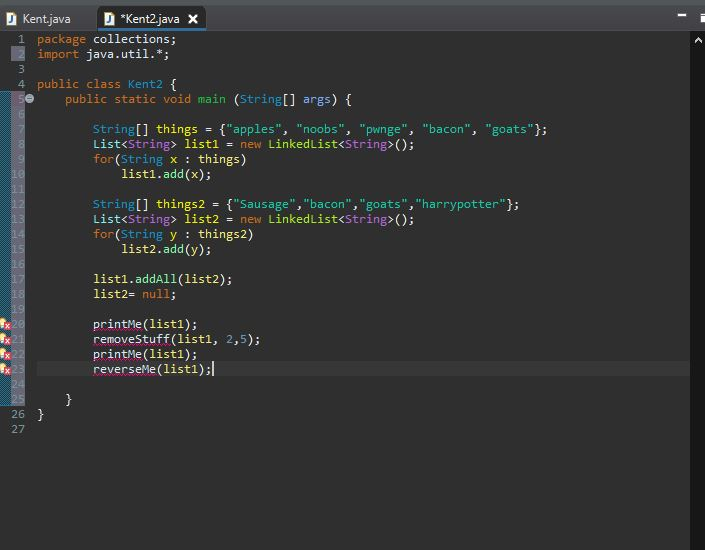 Kent.java *Kent2.java
1 package collections;
2 import java.util.*;
3
4 public class Kent2 {
5 public static void main (String[] args) {
6
7 String[] things = {"apples", "noobs", "pwnge", "bacon", "goats"};
8 List<String> list1 = new LinkedList<String>();
9 for(String x : things)
10 list1.add(x);
11
12 String[] things2 = {"Sausage","bacon","goats","harrypotter"};
13 List<String> list2 = new LinkedList<String>();
14 for(String y : things2)
15 list2.add(y);
16
17 list1.addAll(list2);
18 list2= null;
19
20 printMe(list1);
21 removeStuff(list1, 2,5);
22 printMe(list1);
23 reverseMe(list1);
24
25 }
26 }
27